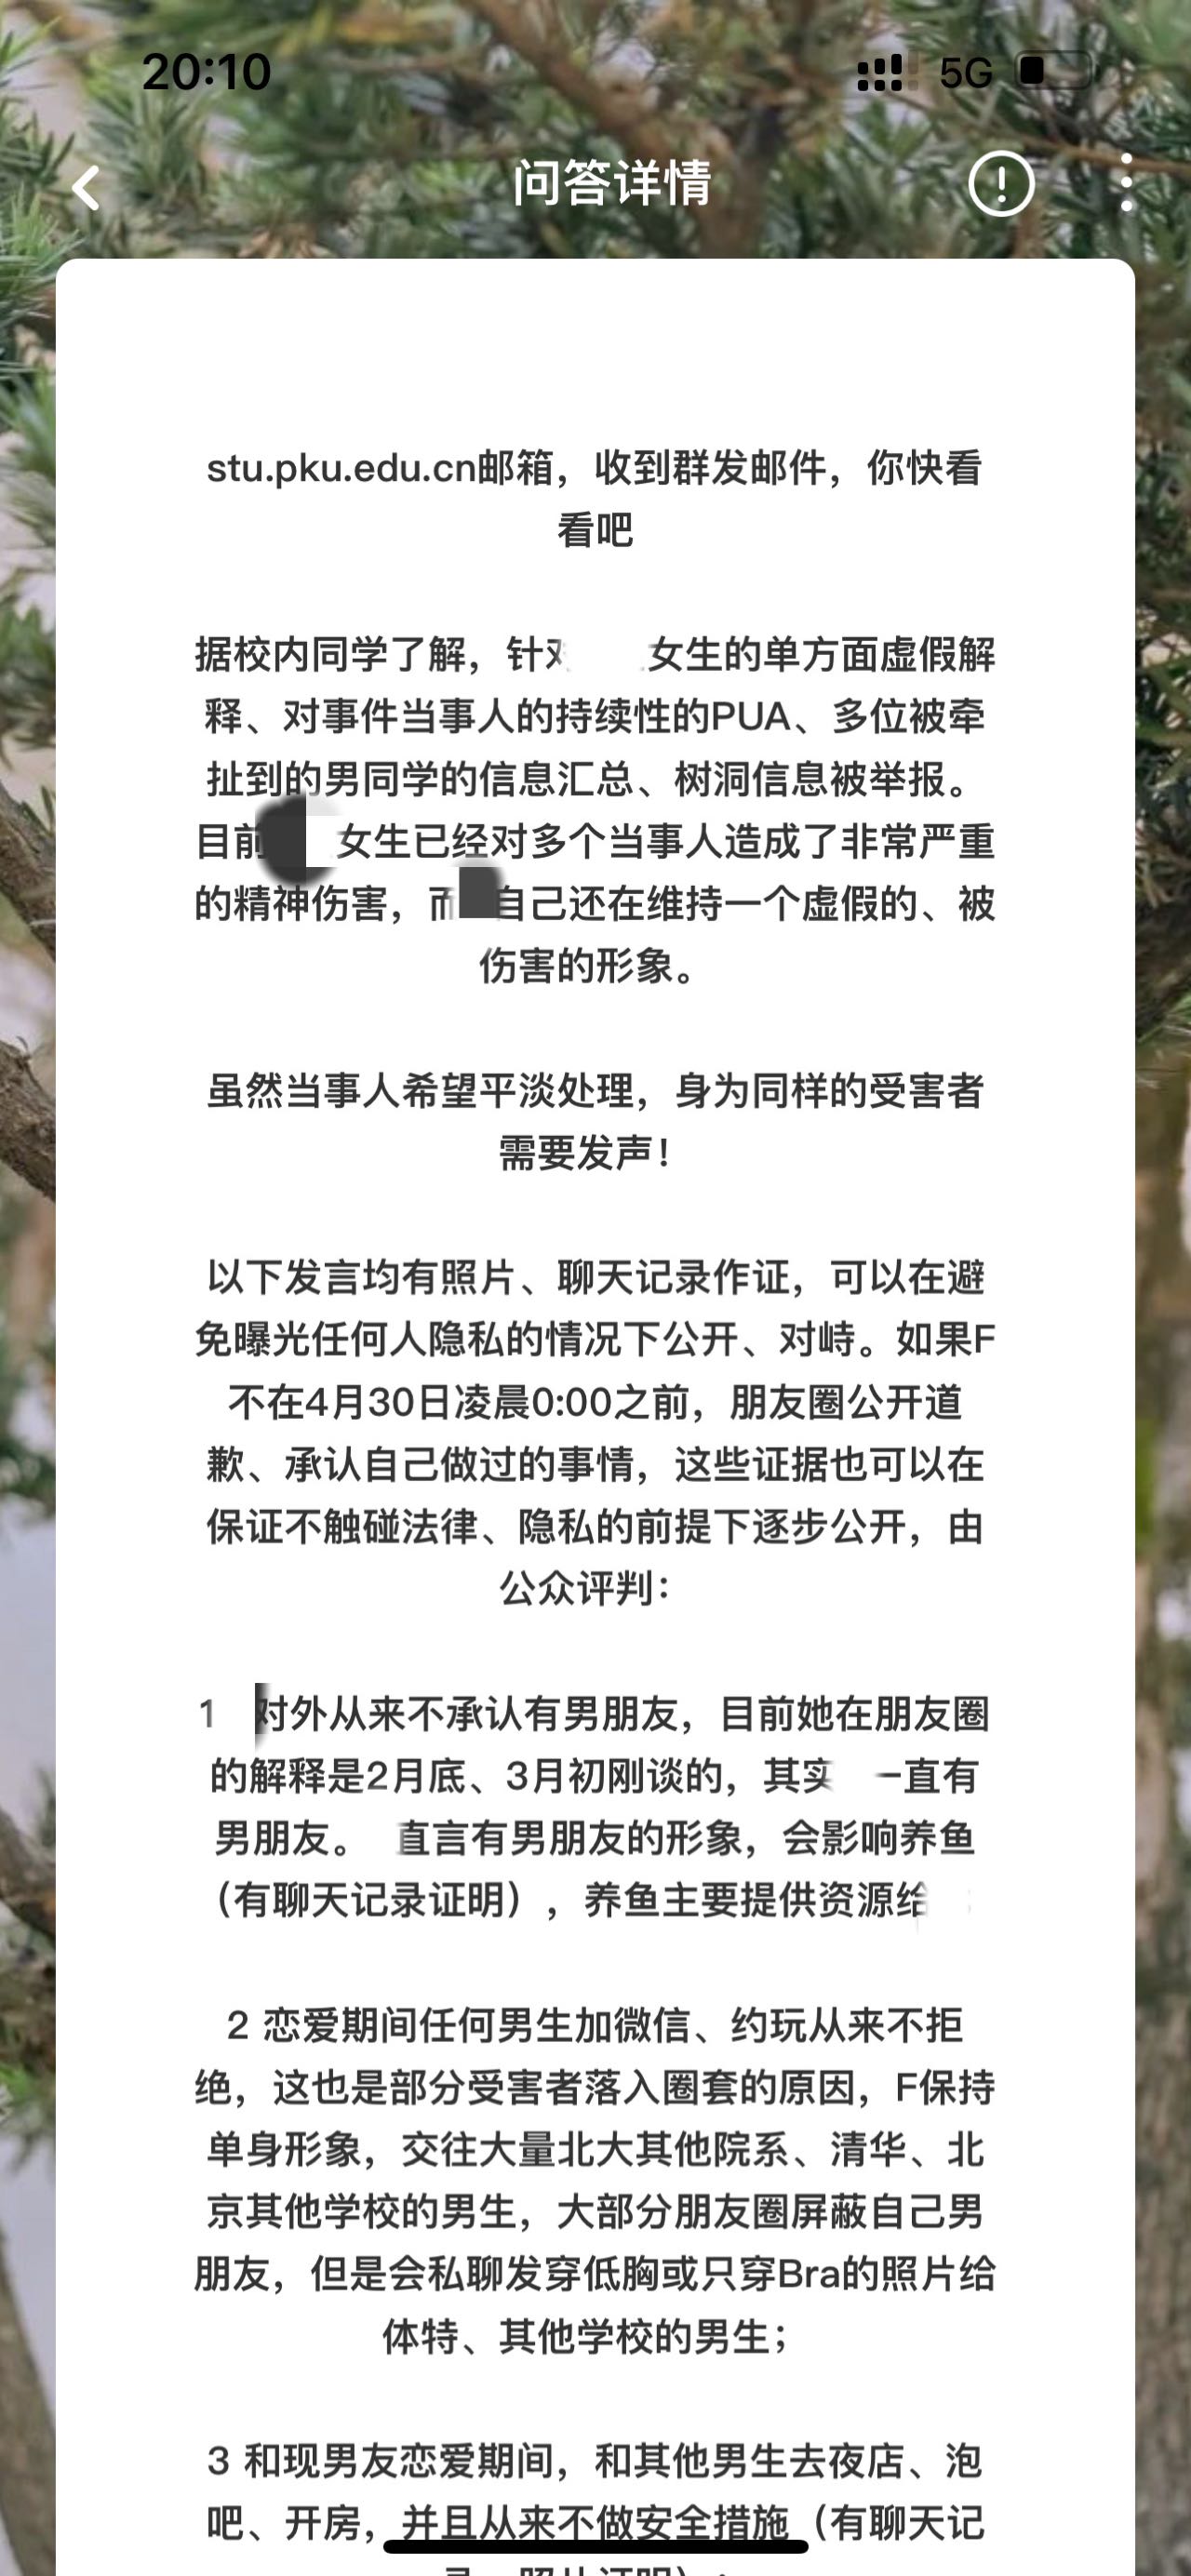 20:10
5G
问答详情
stu.pku.edu.cn邮箱，收到群发邮件，你快看
看吧
据校内同学了解，针对 女生的单方面虚假解
释、对事件当事人的持续性的PUA、多位被牵
扯到的男同学的信息汇总、树洞信息被举报。
目前 女生已经对多个当事人造成了非常严重
的精神伤害，而 自己还在维持一个虚假的、被
伤害的形象。
虽然当事人希望平淡处理，身为同样的受害者
需要发声！
以下发言均有照片、聊天记录作证，可以在避
免曝光任何人隐私的情况下公开、对峙。如果F
不在4月30日凌晨0:00之前，朋友圈公开道
歉、承认自己做过的事情，这些证据也可以在
保证不触碰法律、隐私的前提下逐步公开，由
公众评判：
1 对外从来不承认有男朋友，目前她在朋友圈
的解释是2月底、3月初刚谈的，其实 一直有
男朋友。 直言有男朋友的形象，会影响养鱼
（有聊天记录证明），养鱼主要提供资源给
2 恋爱期间任何男生加微信、约玩从来不拒
绝，这也是部分受害者落入圈套的原因，F保持
单身形象，交往大量北大其他院系、清华、北
京其他学校的男生，大部分朋友圈屏蔽自己男
朋友，但是会私聊发穿低胸或只穿Bra的照片给
体特、其他学校的男生；
3 和现男友恋爱期间，和其他男生去夜店、泡
吧、开房，并且从来不做安全措施（有聊天记